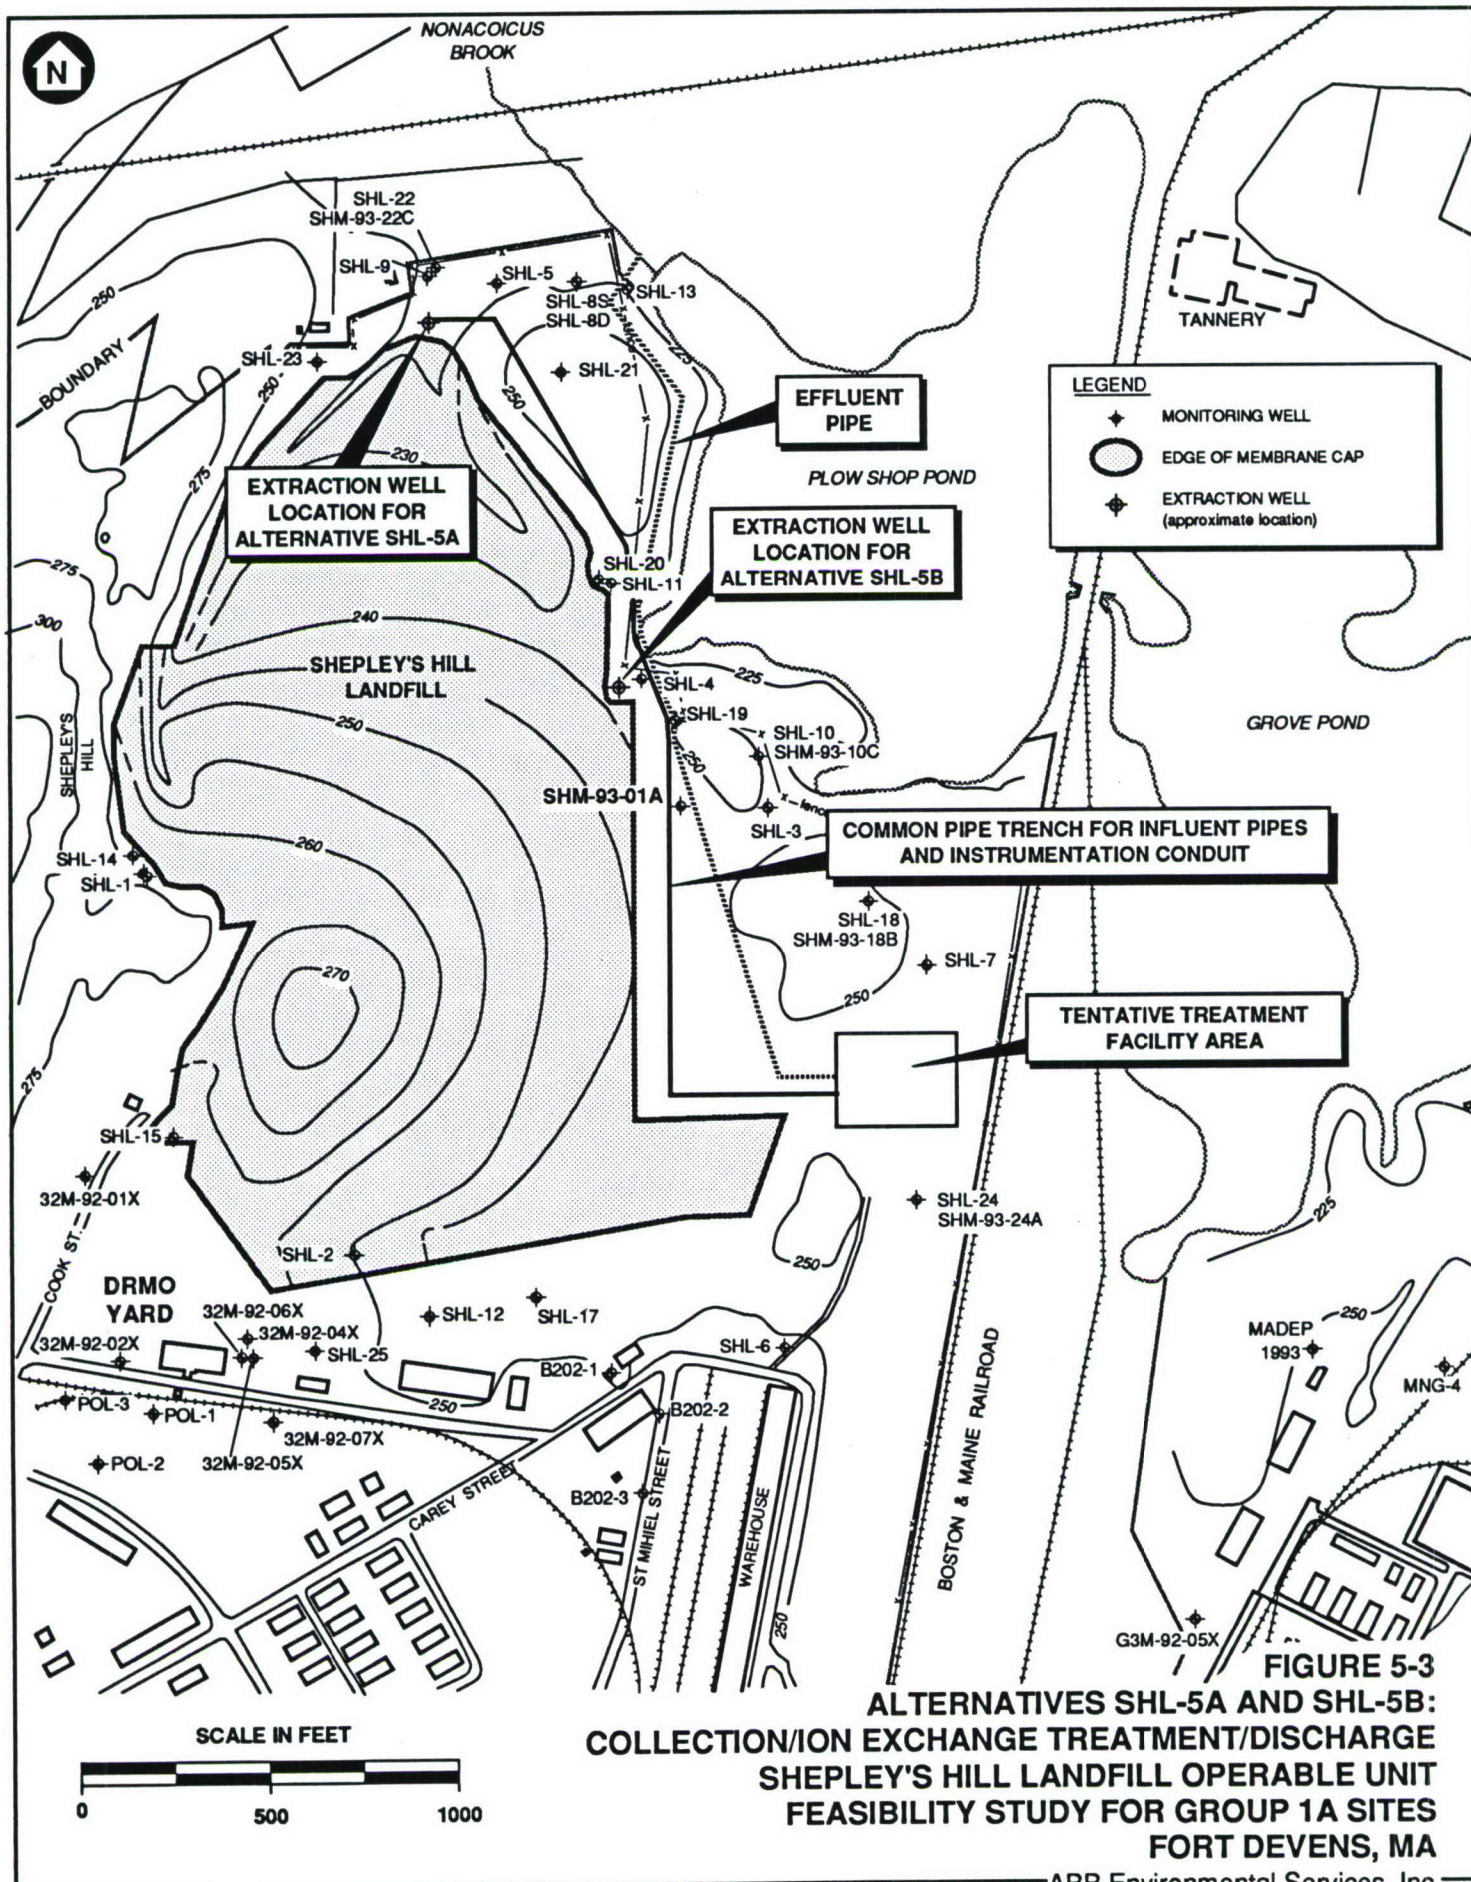 N
NONACOICUS
BROOK
SHL-22
SHM-93-22C
SHL-9
SHL-5
SHL-8S
SHL-8D
SHL-13
250
BOUNDARY
SHL-23
250
SHL-21
250
225
TANNERY
EFFLUENT
PIPE
LEGEND
MONITORING WELL
EDGE OF MEMBRANE CAP
EXTRACTION WELL
(approximate location)
275
230
EXTRACTION WELL
LOCATION FOR
ALTERNATIVE SHL-5A
PLOW SHOP POND
EXTRACTION WELL
LOCATION FOR
ALTERNATIVE SHL-5B
SHL-20
SHL-11
275
300
240
SHEPLEY'S HILL
LANDFILL
SHEPLEY'S
HILL
250
SHL-4
225
SHL-19
SHL-10
SHM-93-10C
GROVE POND
250
SHM-93-01A
SHL-3
COMMON PIPE TRENCH FOR INFLUENT PIPES
AND INSTRUMENTATION CONDUIT
260
SHL-14
SHL-1
SHL-18
SHM-93-18B
SHL-7
250
270
TENTATIVE TREATMENT
FACILITY AREA
275
SHL-15
32M-92-01X
SHL-24
SHM-93-24A
225
COOK ST.
SHL-2
250
DRMO
YARD
32M-92-06X
32M-92-04X
32M-92-02X
SHL-25
SHL-12
SHL-17
SHL-6
B202-1
250
250
MADEP
1993
MNG-4
POL-3
POL-1
32M-92-07X
32M-92-05X
POL-2
B202-2
B202-3
CAREY STREET
ST MIHIEL STREET
WAREHOUSE
250
BOSTON & MAINE RAILROAD
G3M-92-05X
SCALE IN FEET
0
500
1000
FIGURE 5-3
ALTERNATIVES SHL-5A AND SHL-5B:
COLLECTION/ION EXCHANGE TREATMENT/DISCHARGE
SHEPLEY'S HILL LANDFILL OPERABLE UNIT
FEASIBILITY STUDY FOR GROUP 1A SITES
FORT DEVENS, MA